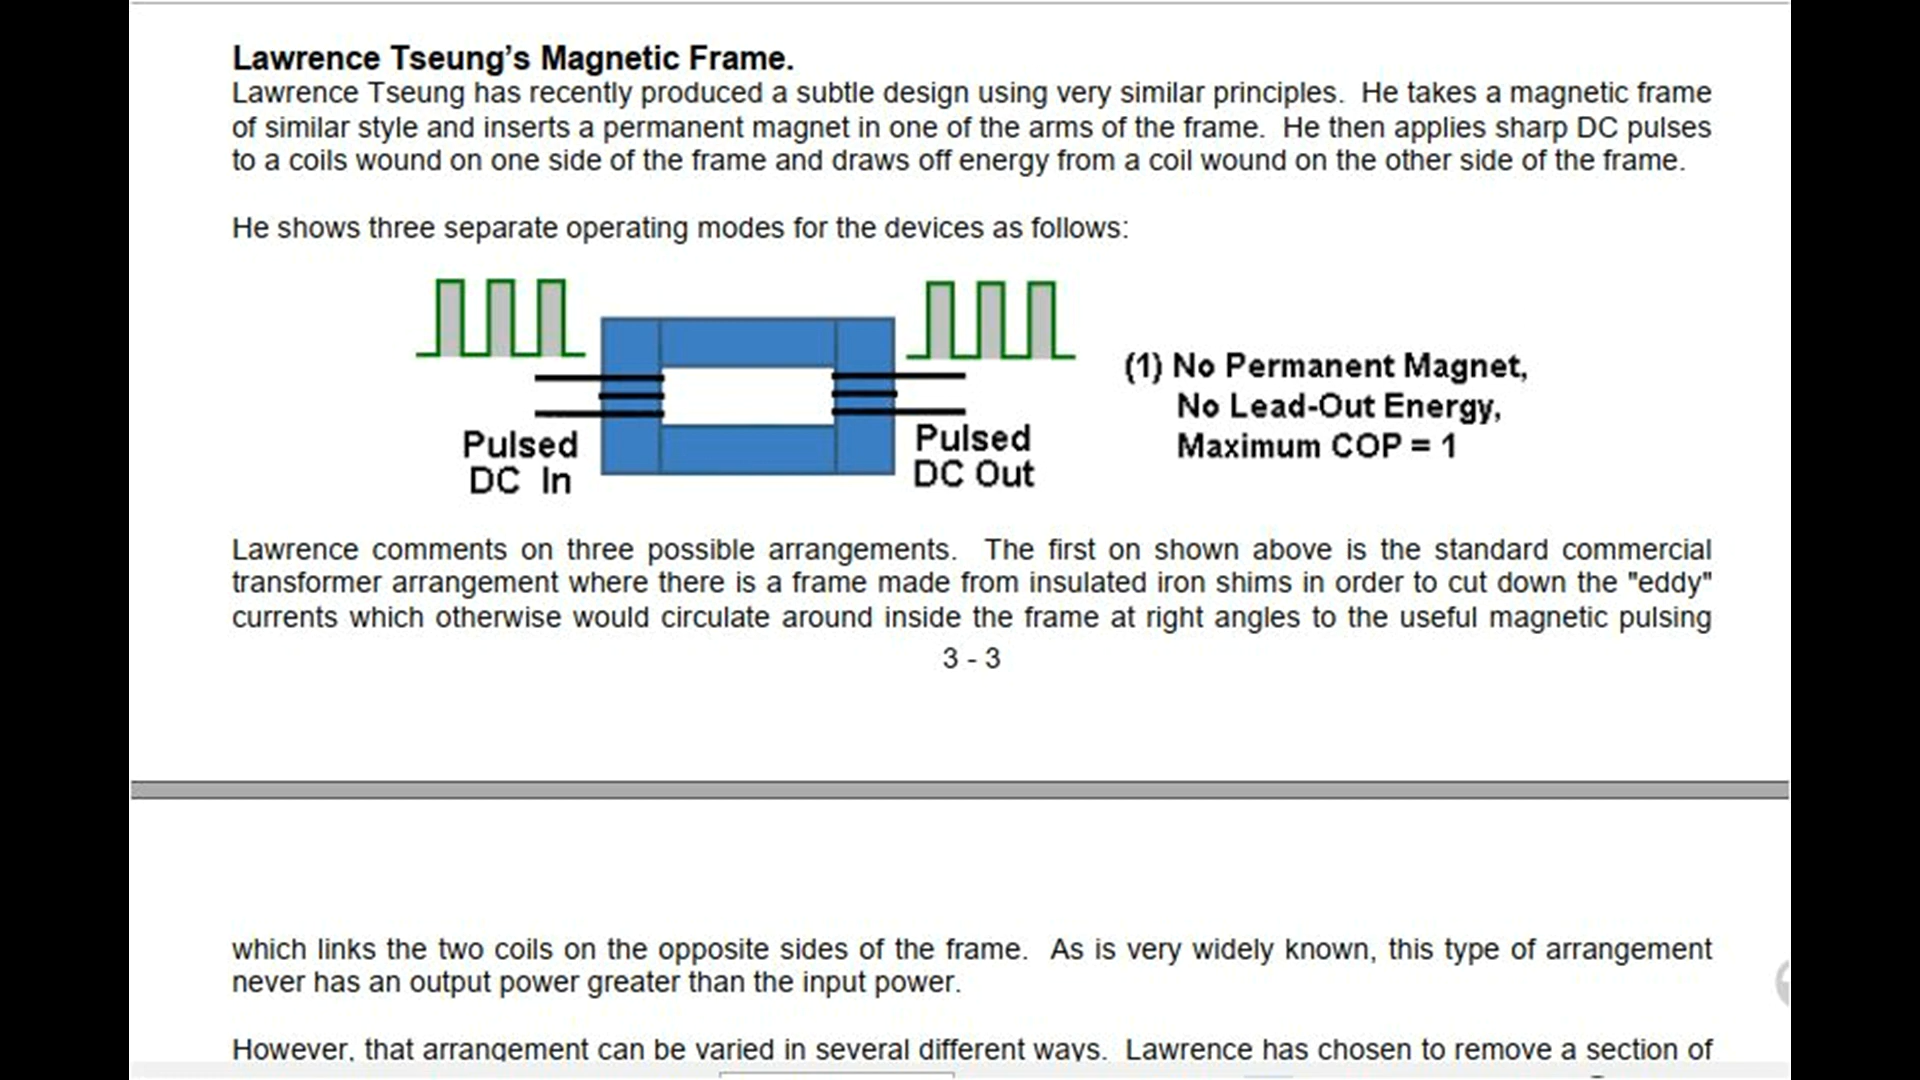 Lawrence Tseung's Magnetic Frame.
Lawrence Tseung has recently produced a subtle design using very similar principles. He takes a magnetic frame
of similar style and inserts a permanent magnet in one of the arms of the frame. He then applies sharp DC pulses
to a coils wound on one side of the frame and draws off energy from a coil wound on the other side of the frame.
He shows three separate operating modes for the devices as follows:
Pulsed
DC In
Pulsed
DC Out
(1) No Permanent Magnet,
No Lead-Out Energy,
Maximum COP = 1
Lawrence comments on three possible arrangements. The first on shown above is the standard commercial
transformer arrangement where there is a frame made from insulated iron shims in order to cut down the "eddy"
currents which otherwise would circulate around inside the frame at right angles to the useful magnetic pulsing
3 - 3
which links the two coils on the opposite sides of the frame. As is very widely known, this type of arrangement
never has an output power greater than the input power.
However, that arrangement can be varied in several different ways. Lawrence has chosen to remove a section of